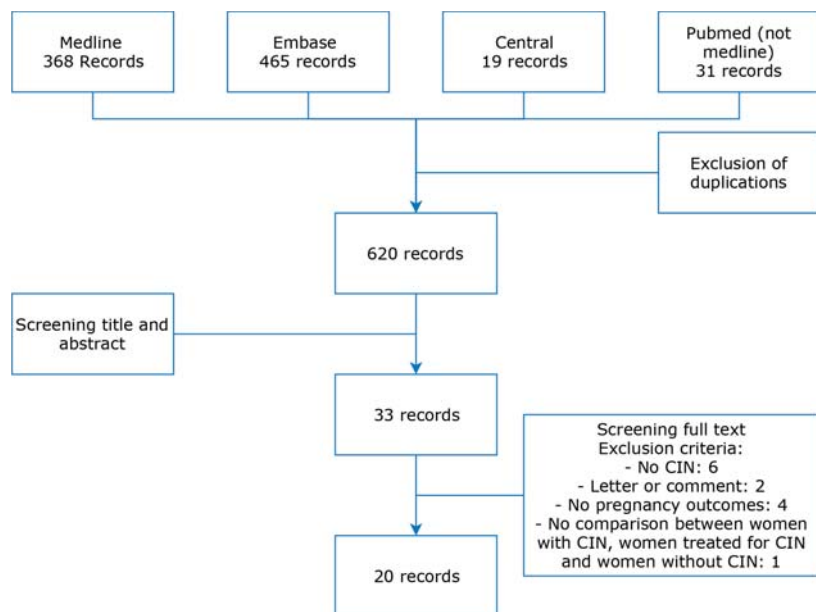 Medline
368 Records
Embase
465 records
Central
19 records
Pubmed (not
medline)
31 records
Exclusion of
duplications
620 records
Screening title and
abstract
33 records
Screening full text
Exclusion criteria:
- No CIN: 6
- Letter or comment: 2
- No pregnancy outcomes: 4
- No comparison between women
with CIN, women treated for CIN
and women without CIN: 1
20 records